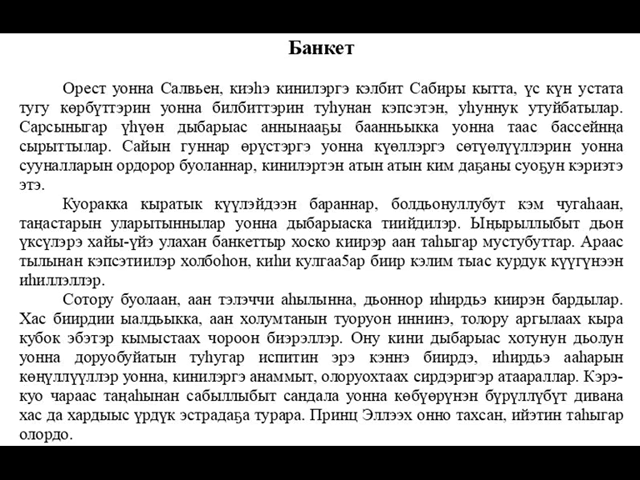 Банкет
Орест уонна Салвьен, киэһэ кинилэргэ кэлбит Сабиры кытта, үс күн устата
тугу көрбүттэрин уонна билбиттэрин туһунан кэпсэтэн, уһуннук утуйбатылар.
Сарсыныгар үһүөн дыбарыас аннынааҕы баанньыкка уонна таас бассейнңа
сырыттылар. Сайын гуннар өрүстэргэ уонна күөллэргэ сөтүөлүүллэрин уонна
сууналларын ордорор буоланнар, кинилэртэн атын атын ким даҕаны суоҕун кэриэтэ
этэ.
Куоракка кыратык күүлэйдээн бараннар, болдьонуллубут кэм чугаһаан,
таңастарын уларытынньылар уонна дыбарыаска тиийдилэр. Ыңырыллыбыт дьон
үксүлэрэ хайы-үйэ улахан банкеттыр хоско киирэр аан таһыгар мустубуттар. Араас
тылынан кэпсэтиилэр холбоһон, киһи кулгаа5ар биир кэлим тыас курдук күүгүнээн
иһиллэллэр.
Сотору буолаан, аан тэлэччи аһылынна, дьоннор иһирдьэ киирэн бардылар.
Хас биирдии ыалдьыкка, аан холумтанын туоруон иннинэ, толору аргылаах кыра
кубок эбэтэр кымыстаах чороон биэрэллэр. Ону кини дыбарыас хотунун дьолун
уонна доруобуйатын туһугар испитин эрэ кэннэ биирдэ, иһирдьэ ааһарын
көңүллүүллэр уонна, кинилэргэ анаммыт, олоруохтаах сирдэригэр атаараллар. Кэрэ-
куо чараас таңаһынан сабыллыбыт сандала уонна көбүөрүнэн бүрүллүбүт дивана
хас да хардыыс үрдүк эстрадаҕа турара. Принц Эллээх онно тахсан, ийэтин таһыгар
олордо.